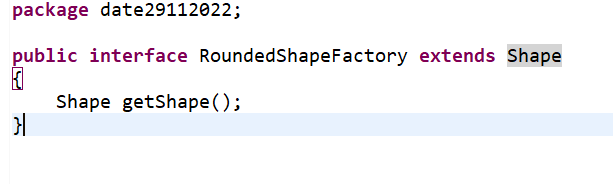 package date29112022;
public interface RoundedShapeFactory extends Shape
{
    Shape getShape();
}